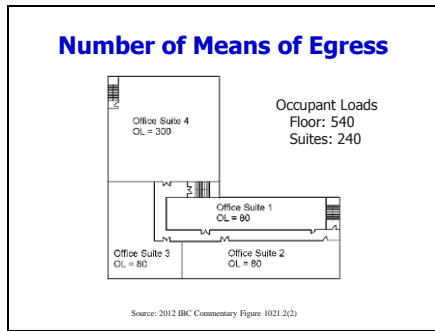 Number of Means of Egress
Occupant Loads
Floor: 540
Suites: 240
Office Suite 4
OL = 300
Office Suite 1
OL = 80
Office Suite 3
OL = 80
Office Suite 2
OL = 80
Source: 2012 IBC Commentary Figure 1021.2(2)